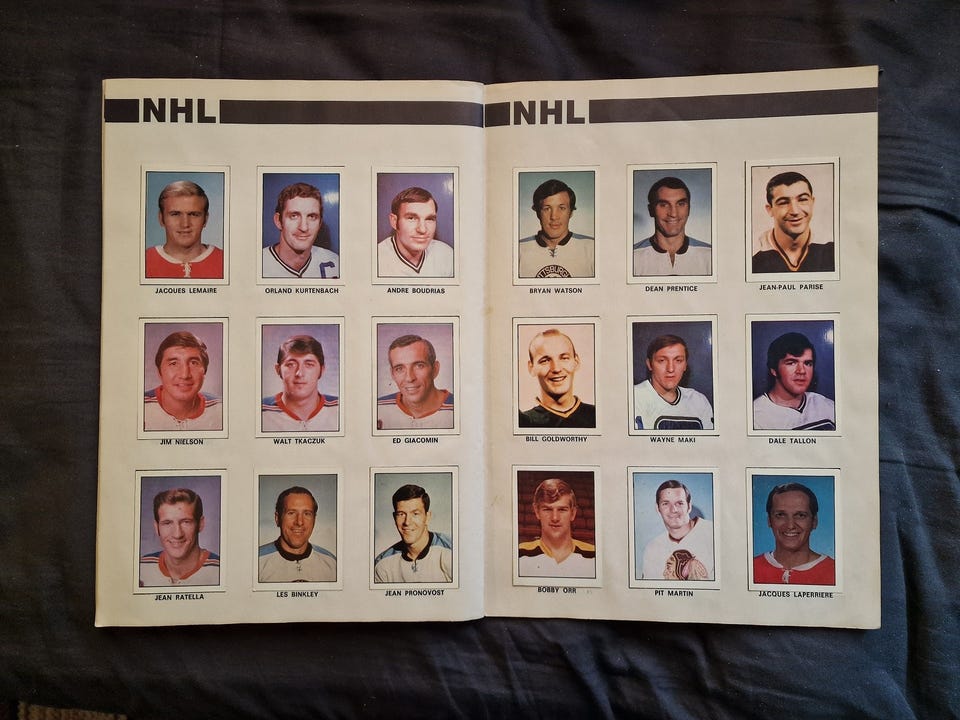 NHL
JACQUES LEMAIRE
ORLAND KURTENBACH
ANDRE BOUDRIAS
JIM NIELSON
WALT TKACZUK
ED GIACOMIN
JEAN RATELLA
LES BINKLEY
JEAN PRONOVOST
NHL
BRYAN WATSON
DEAN PRENTICE
JEAN-PAUL PARISE
BILL GOLDWORTHY
WAYNE MAKI
DALE TALLON
BOBBY ORR
PIT MARTIN
JACQUES LAPERRIERE